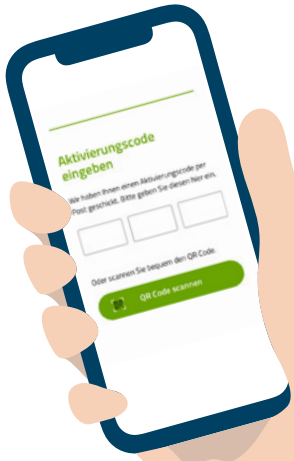 Aktivierungscode
eingeben
Wir haben Ihnen einen Aktivierungscode per
Post geschickt. Bitte geben Sie diesen hier ein.
Oder scannen Sie bequem den QR Code.
QR Code scannen